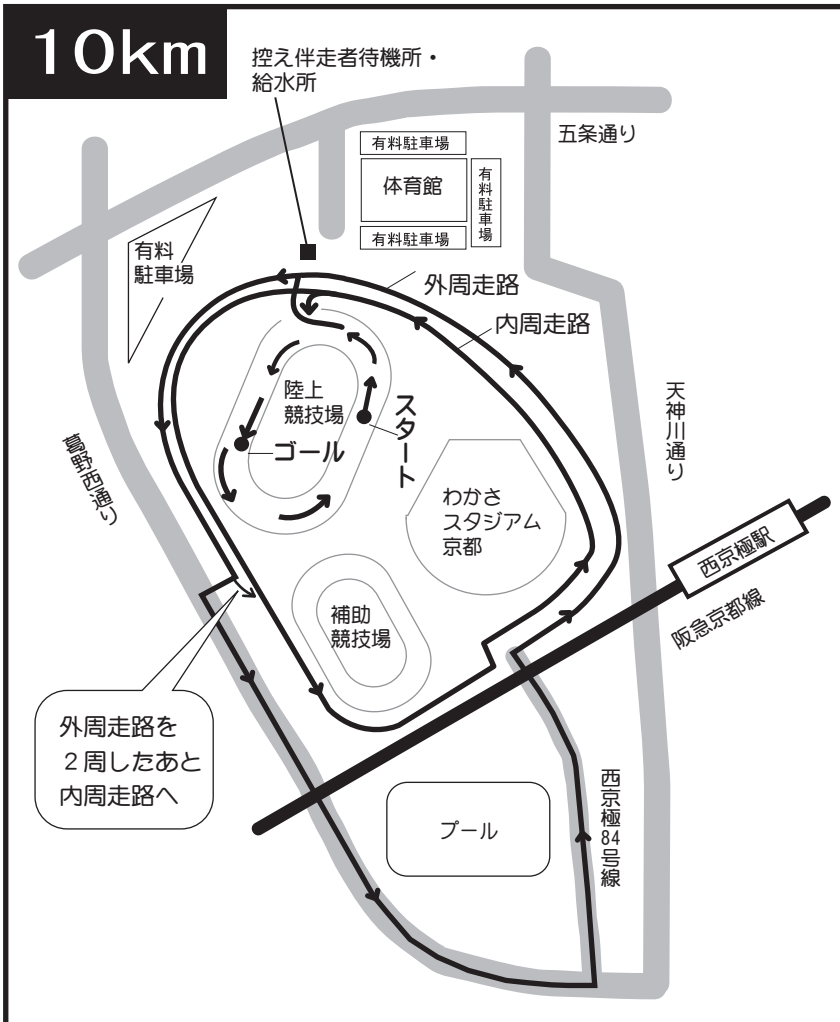 10km
控え伴走者待機所・
給水所
五条通り
有料駐車場
体育館
有料駐車場
有料駐車場
有料
駐車場
外周走路
内周走路
陸上
競技場
スタート
ゴール
天神川通り
葛野西通り
わかさ
スタジアム
京都
西京極駅
阪急京都線
補助
競技場
外周走路を
２周したあと
内周走路へ
プール
西京極84号線